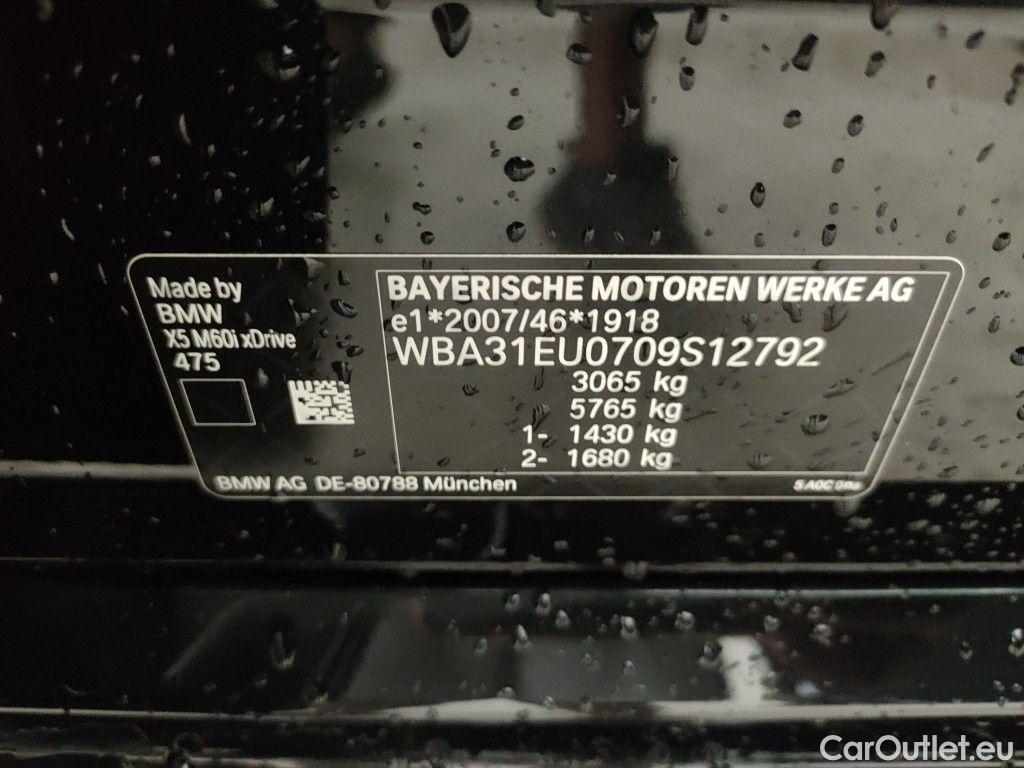 Made by
BMW
X5 M60i xDrive
475
BAYERISCHE MOTOREN WERKE AG
e1*2007/46*1918
WBA31EU0709S12792
3065 kg
5765 kg
1- 1430 kg
2- 1680 kg
BMW AG DE-80788 München
5A0C
CarOutlet.eu